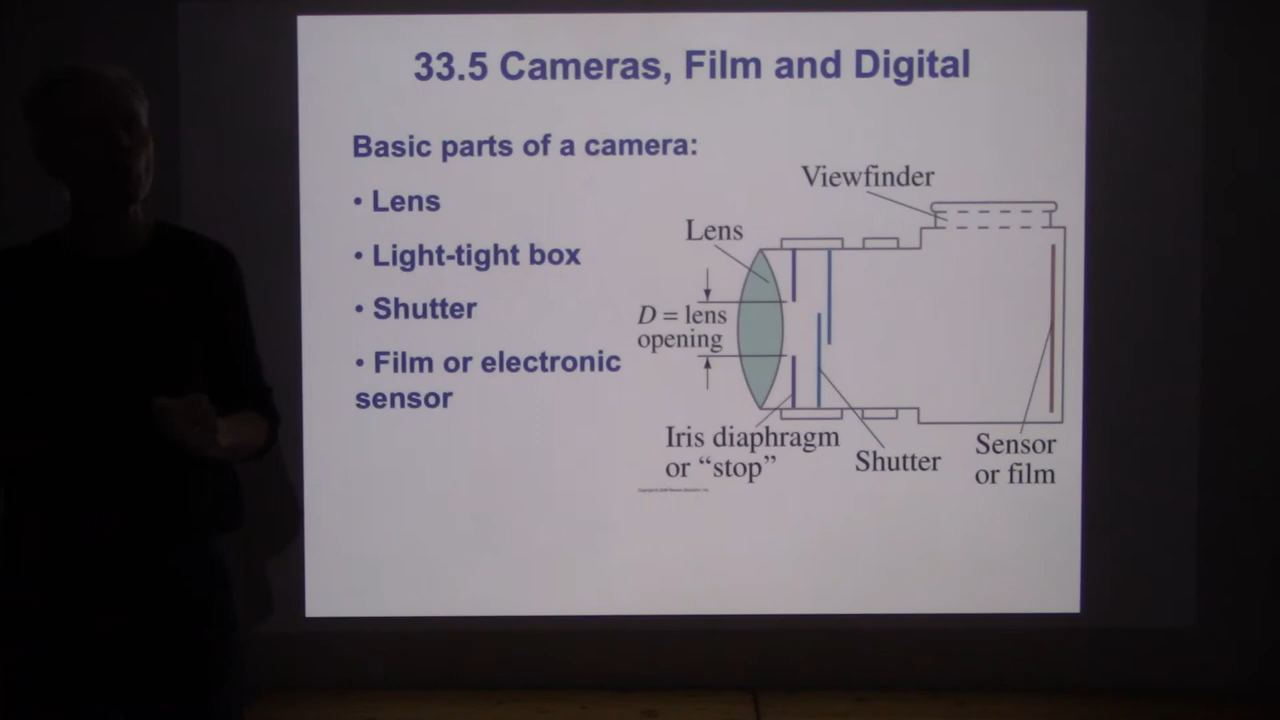 33.5 Cameras, Film and Digital
Basic parts of a camera:
• Lens
• Light-tight box
• Shutter
• Film or electronic
sensor
Viewfinder
Lens
D = lens
opening
Iris diaphragm
or “stop”
Shutter
Sensor
or film